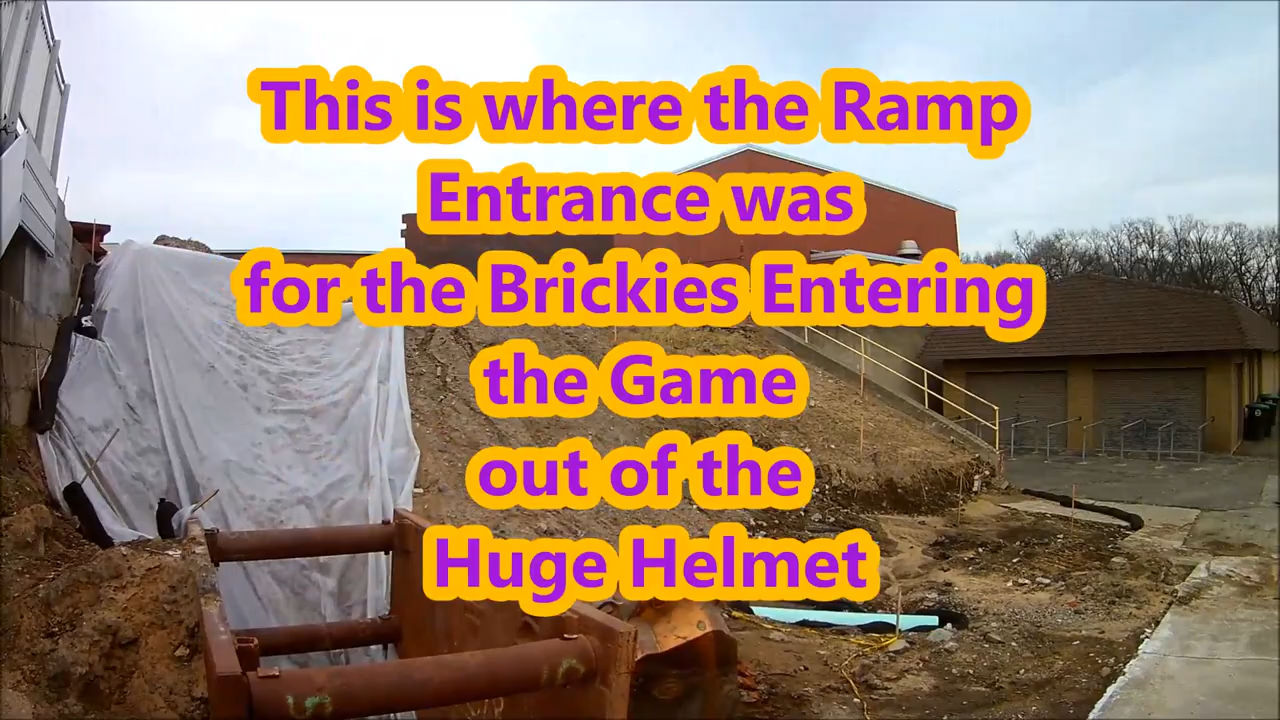 This is where the Ramp
Entrance was
for the Brickies Entering
the Game
out of the
Huge Helmet